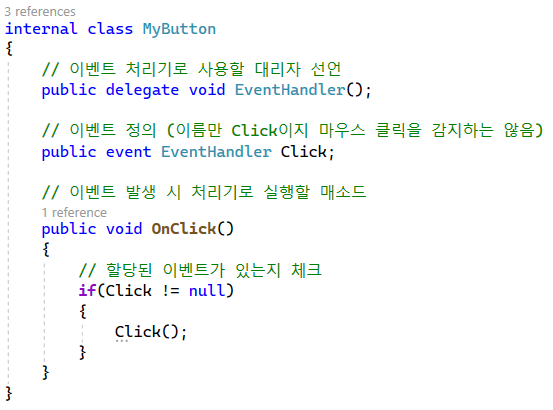 3 references
internal class MyButton
{
// 이벤트 처리기로 사용할 대리자 선언
public delegate void EventHandler();
// 이벤트 정의 (이름만 Click이지 마우스 클릭을 감지하는 않음)
public event EventHandler Click;
// 이벤트 발생 시 처리기로 실행할 매소드
1 reference
public void OnClick()
{
// 할당된 이벤트가 있는지 체크
if(Click != null)
{
Click();
}
}
}